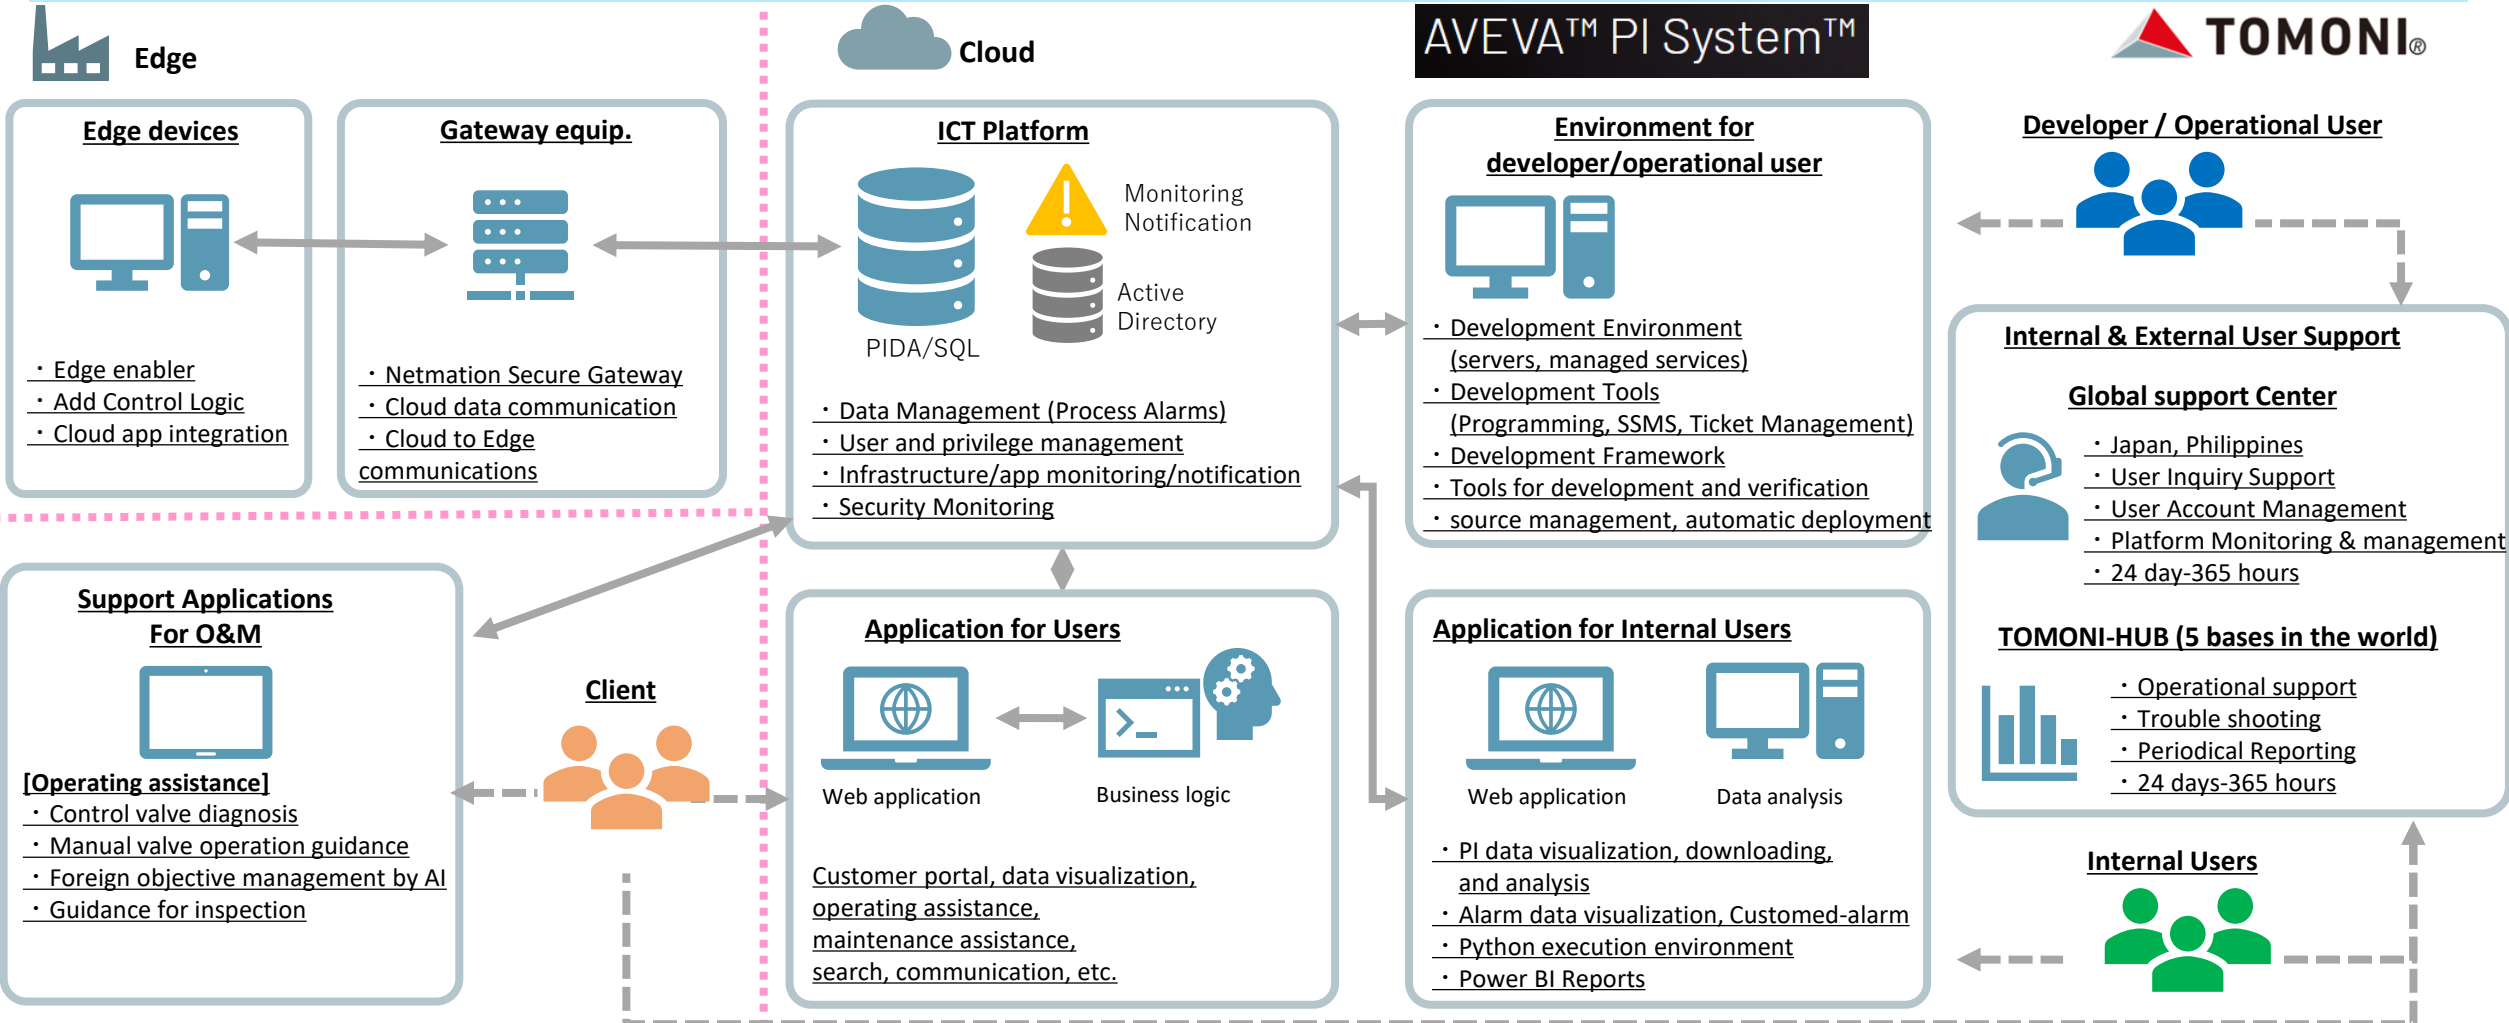 Edge
Cloud
AVEVA™ PI System™
TOMONI®
Edge devices
・Edge enabler
・Add Control Logic
・Cloud app integration
Gateway equip.
・Netmation Secure Gateway
・Cloud data communication
・Cloud to Edge
communications
ICT Platform
Monitoring
Notification
Active
Directory
PIDA/SQL
・Data Management (Process Alarms)
・User and privilege management
・Infrastructure/app monitoring/notification
・Security Monitoring
Environment for
developer/operational user
・Development Environment
(servers, managed services)
・Development Tools
(Programming, SSMS, Ticket Management)
・Development Framework
・Tools for development and verification
・source management, automatic deployment
Developer / Operational User
Internal & External User Support
Global support Center
・Japan, Philippines
・User Inquiry Support
・User Account Management
・Platform Monitoring & management
・24 day-365 hours
TOMONI-HUB (5 bases in the world)
・Operational support
・Trouble shooting
・Periodical Reporting
・24 days-365 hours
Support Applications
For O&M
[Operating assistance]
・Control valve diagnosis
・Manual valve operation guidance
・Foreign objective management by AI
・Guidance for inspection
Client
Application for Users
Web application
Business logic
Customer portal, data visualization,
operating assistance,
maintenance assistance,
search, communication, etc.
Application for Internal Users
Web application
Data analysis
・PI data visualization, downloading,
and analysis
・Alarm data visualization, Customed-alarm
・Python execution environment
・Power BI Reports
Internal Users